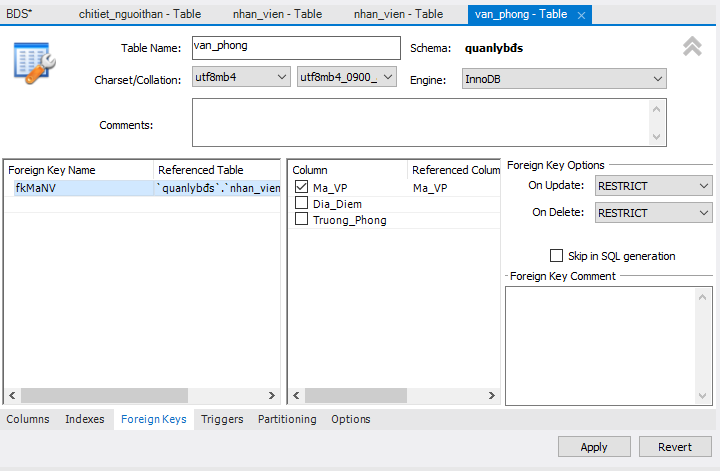 BDS* chitiet_nguoithan - Table nhan_vien - Table nhan_vien - Table van_phong - Table
Table Name: van_phong Schema: quanlybđs
Charset/Collation: utf8mb4 utf8mb4_0900_ Engine: InnoDB
Comments:
Foreign Key Name Referenced Table Column Referenced Colum Foreign Key Options
fkMaNV `quanlybđs`.`nhan_vien Ma_VP Ma_VP On Update: RESTRICT
Dia_Diem
Truong_Phong On Delete: RESTRICT
Skip in SQL generation
Foreign Key Comment
Columns Indexes Foreign Keys Triggers Partitioning Options
Apply Revert